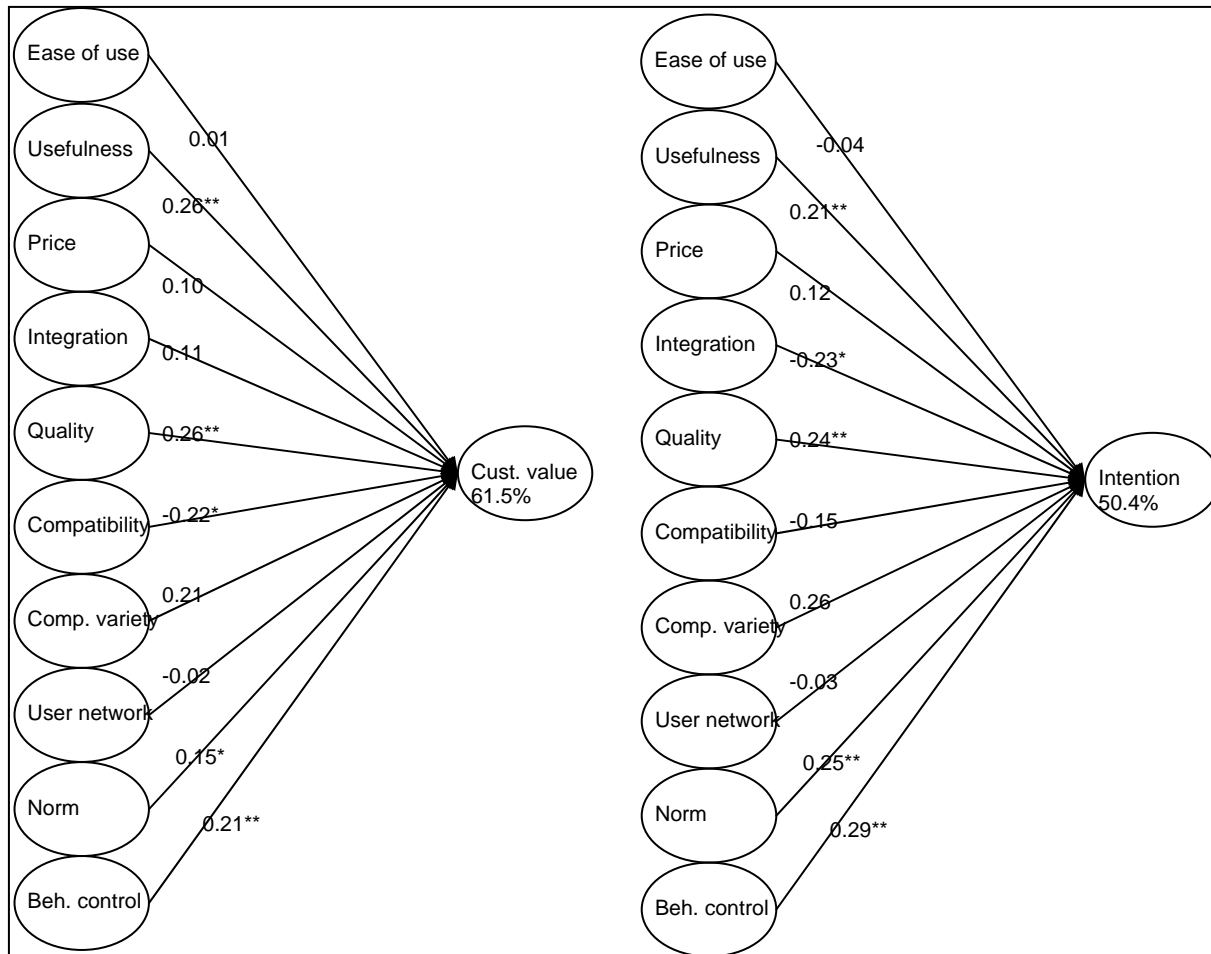 Ease of use
0.01
Usefulness
0.26**
Price
0.10
Integration
0.11
Quality
0.26**
Compatibility
-0.22*
Comp. variety
0.21
User network
-0.02
Norm
0.15*
Beh. control
0.21**
Cust. value
61.5%
Ease of use
-0.04
Usefulness
0.21**
Price
0.12
Integration
-0.23*
Quality
0.24**
Compatibility
-0.15
Comp. variety
0.26
User network
-0.03
Norm
0.25**
Beh. control
0.29**
Intention
50.4%